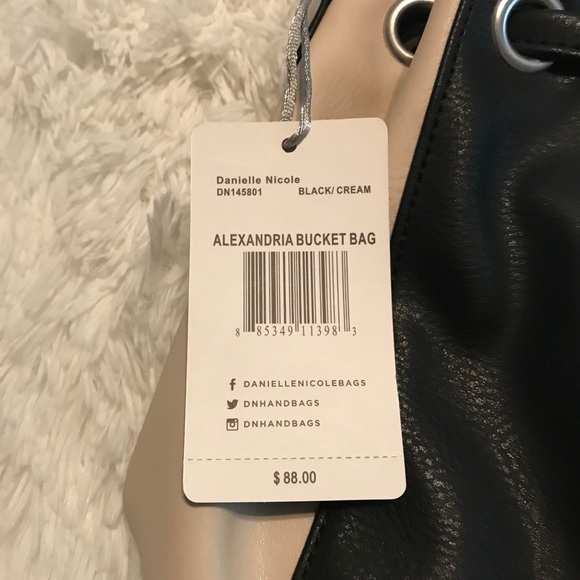 Danielle Nicole
DN145801 BLACK/ CREAM
ALEXANDRIA BUCKET BAG
8 85349 11398 3
DANIELLENICOLEBAGS
DNHANDBAGS
DNHANDBAGS
$ 88.00